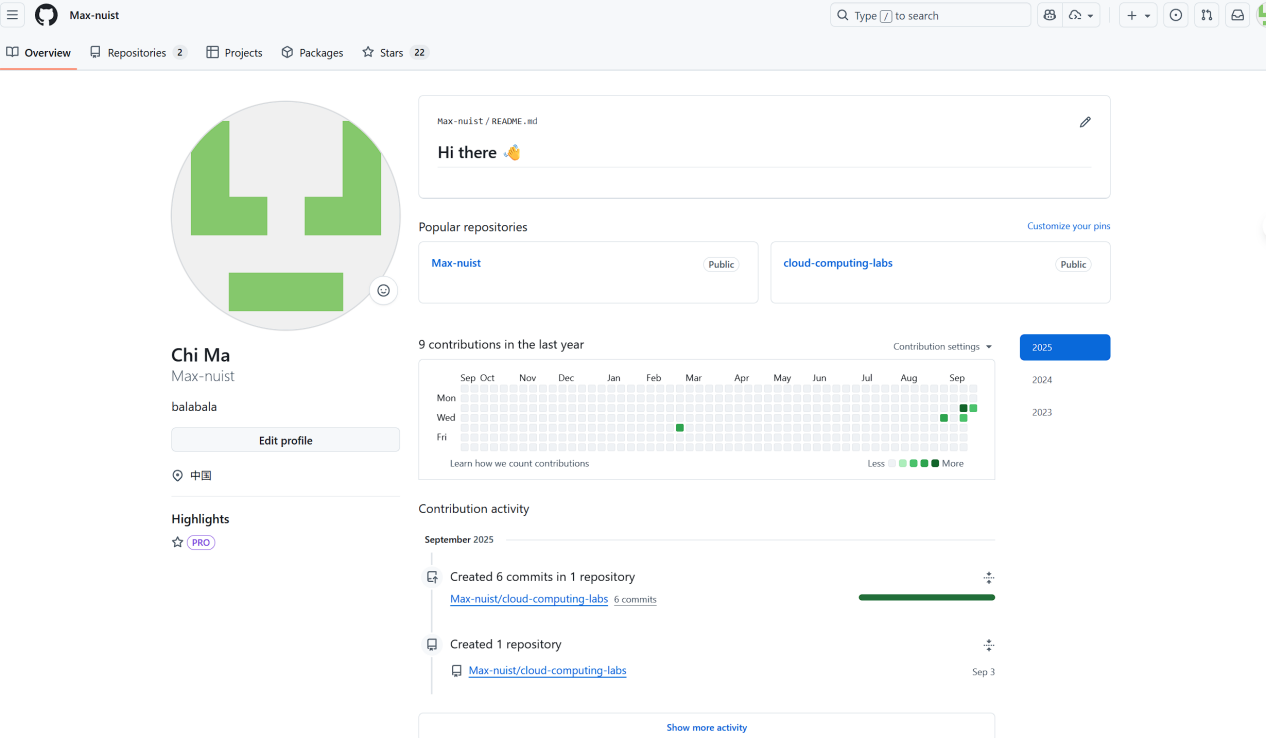 Max-nuist
Type / to search
Overview
Repositories 2
Projects
Packages
Stars 22
Max-nuist/README.md
Hi there 👋
Popular repositories
Customize your pins
Max-nuist
Public
cloud-computing-labs
Public
Chi Ma
Max-nuist
balabala
Edit profile
中国
Highlights
PRO
9 contributions in the last year
Contribution settings
2025
2024
2023
Sep Oct Nov Dec Jan Feb Mar Apr May Jun Jul Aug Sep
Mon
Wed
Fri
Learn how we count contributions
Less
More
Contribution activity
September 2025
Created 6 commits in 1 repository
Max-nuist/cloud-computing-labs 6 commits
Created 1 repository
Max-nuist/cloud-computing-labs
Sep 3
Show more activity